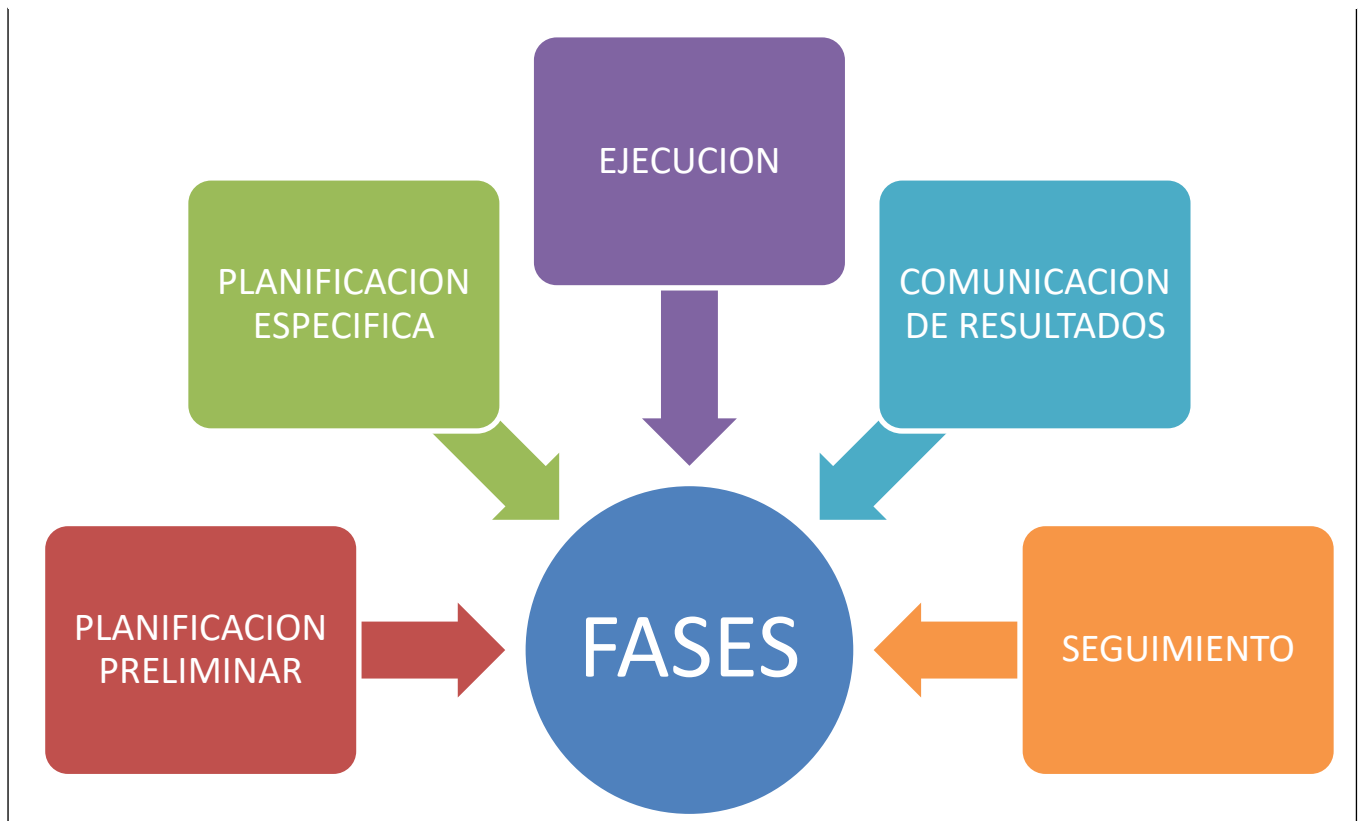 EJECUCION
PLANIFICACION
ESPECIFICA
COMUNICACION
DE RESULTADOS
PLANIFICACION
PRELIMINAR
FASES
SEGUIMIENTO